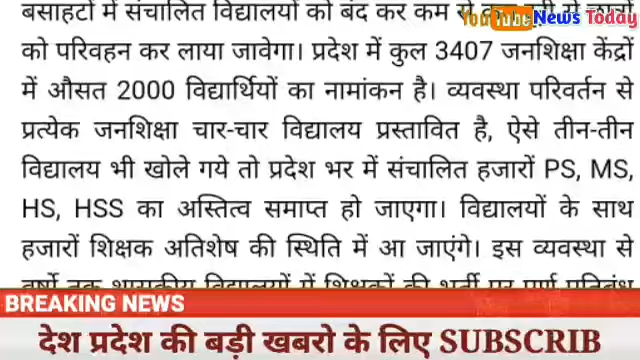 बसाहटों में संचालित विद्यालयों को बंद कर कम से
YouTube News Today
को परिवहन कर लाया जावेगा। प्रदेश में कुल 3407 जनशिक्षा केंद्रों
में औसत 2000 विद्यार्थियों का नामांकन है। व्यवस्था परिवर्तन से
प्रत्येक जनशिक्षा चार-चार विद्यालय प्रस्तावित है, ऐसे तीन-तीन
विद्यालय भी खोले गये तो प्रदेश भर में संचालित हजारों PS, MS,
HS, HSS का अस्तित्व समाप्त हो जाएगा। विद्यालयों के साथ
हजारों शिक्षक अतिशेष की स्थिति में आ जाएंगे। इस व्यवस्था से
BREAKING NEWS
देश प्रदेश की बड़ी खबरो के लिए SUBSCRIB